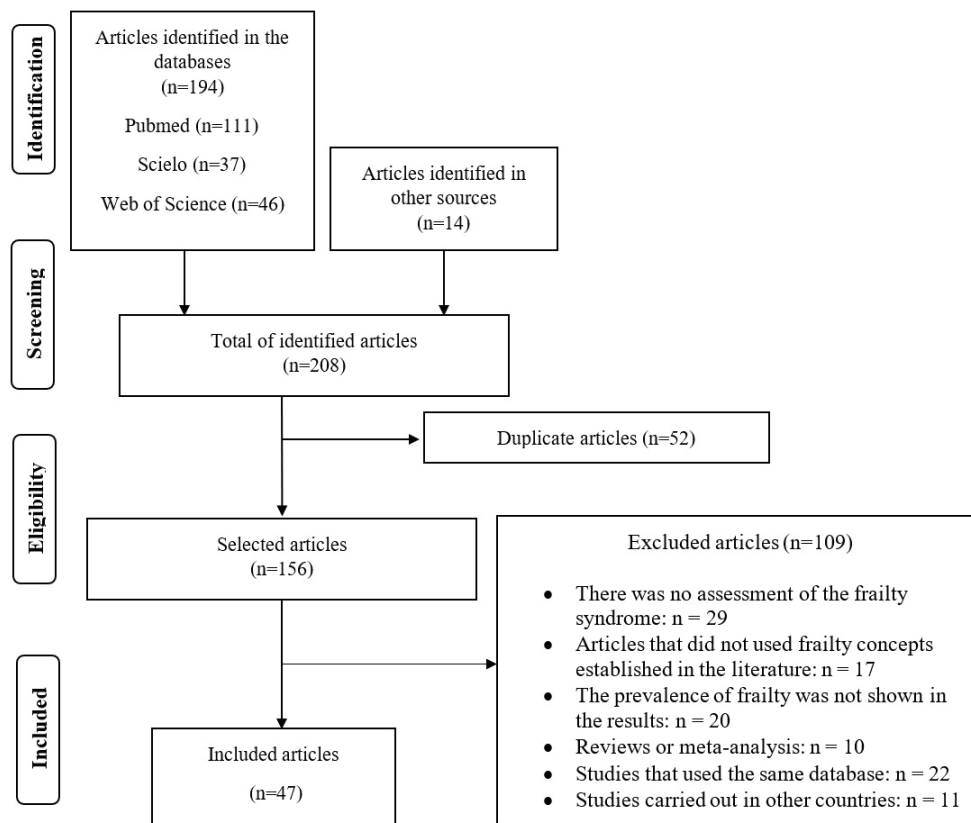 Identification
Articles identified in the
databases
(n=194)
Pubmed (n=111)
Scielo (n=37)
Web of Science (n=46)
Articles identified in
other sources
(n=14)
Screening
Total of identified articles
(n=208)
Duplicate articles (n=52)
Eligibility
Selected articles
(n=156)
Excluded articles (n=109)
• There was no assessment of the frailty
syndrome: n = 29
• Articles that did not used frailty concepts
established in the literature: n = 17
• The prevalence of frailty was not shown in
the results: n = 20
• Reviews or meta-analysis: n = 10
• Studies that used the same database: n = 22
• Studies carried out in other countries: n = 11
Included
Included articles
(n=47)